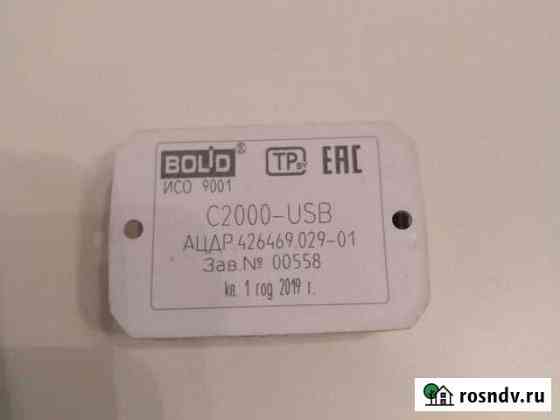 BOLID®
TP BY
EAC
ИСО 9001
С2000-USB
АЦДР.426469.029-01
Зав.№ 00558
кв. 1 год 2019 г.
rosndv.ru